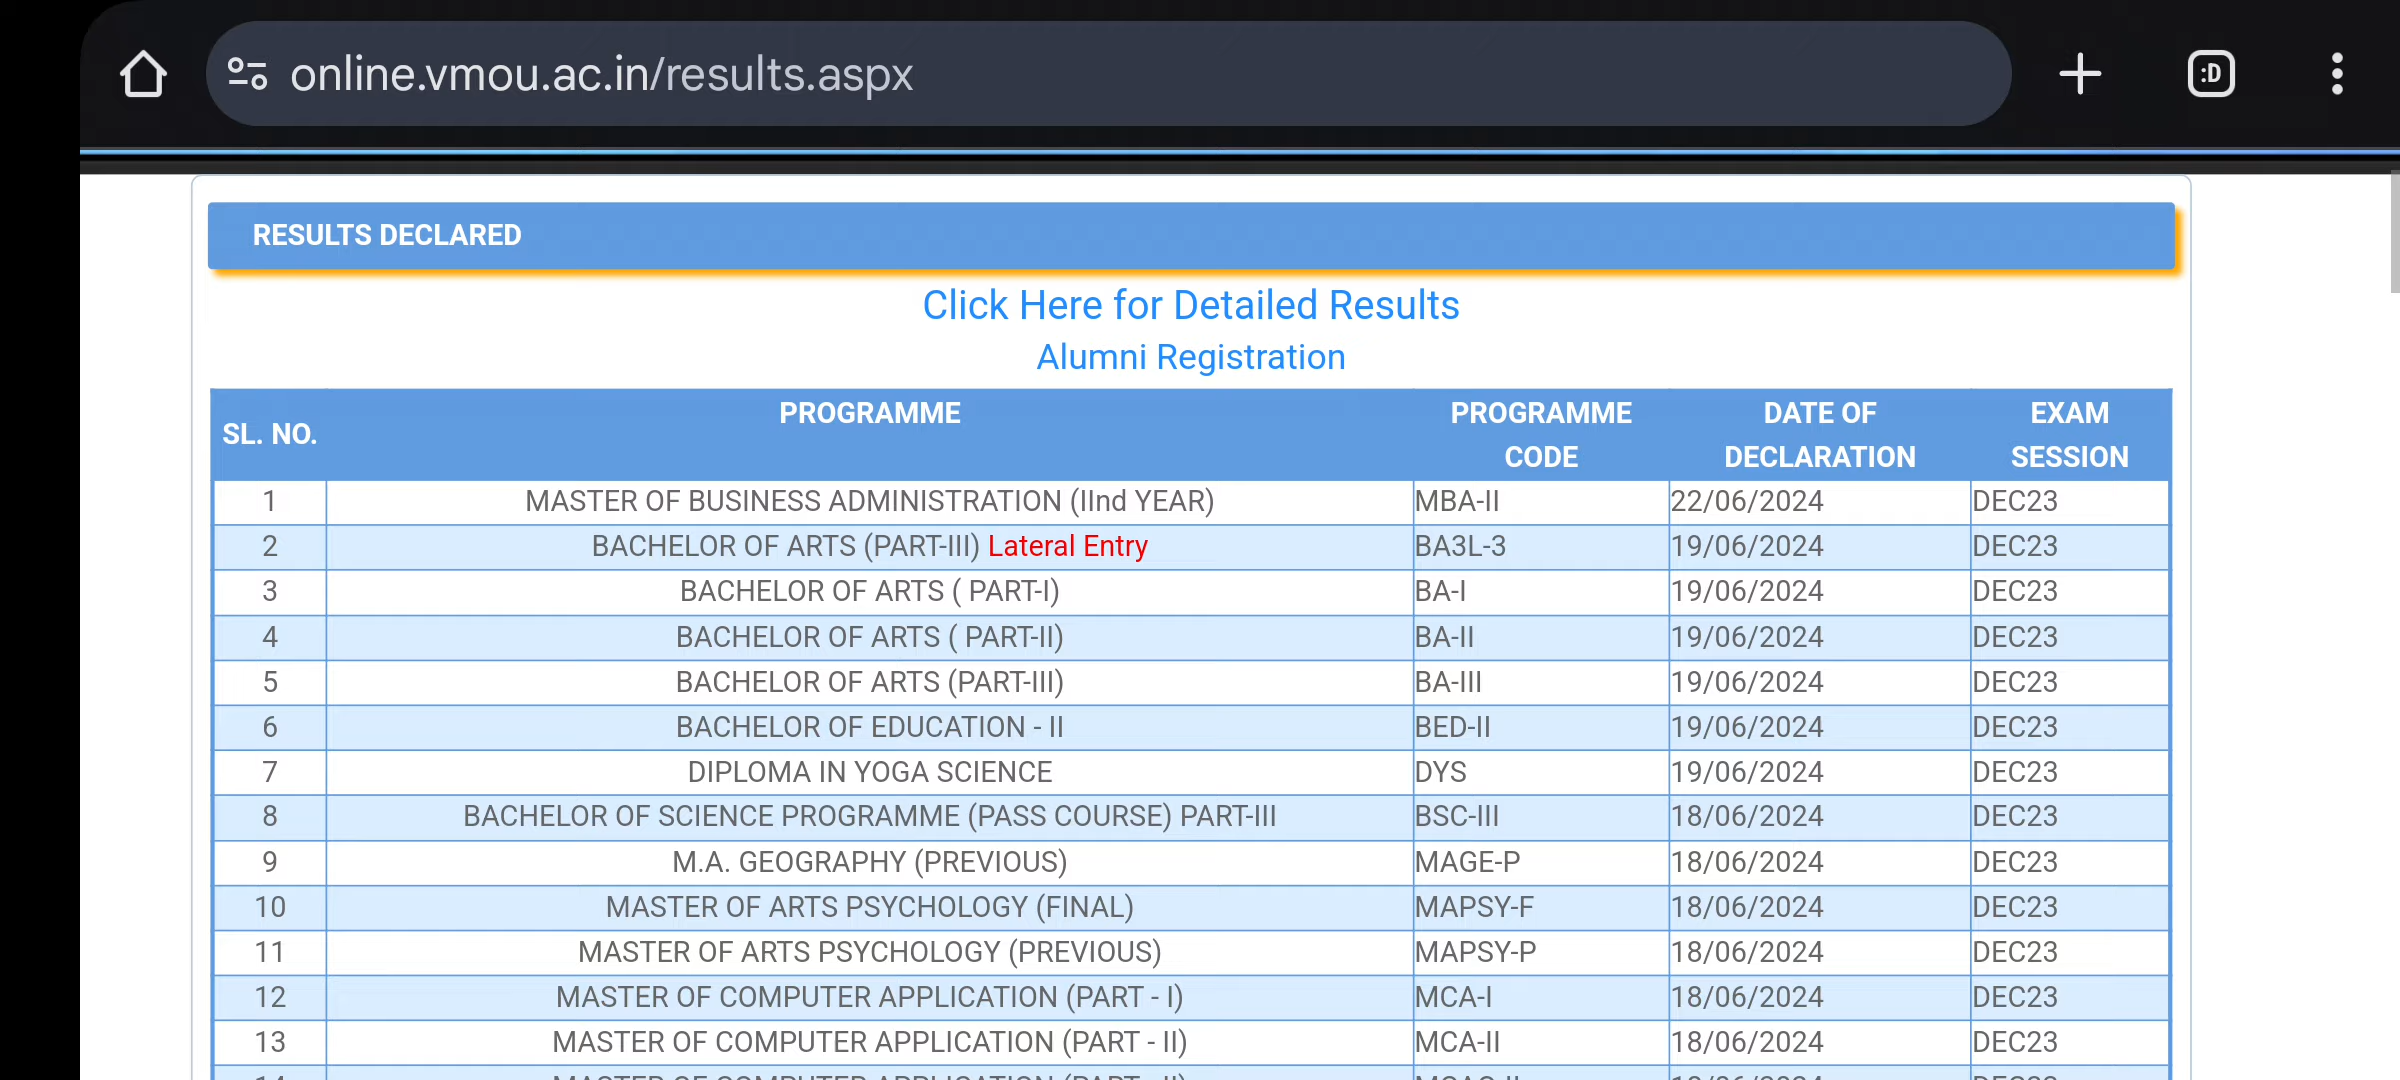 :D
online.vmou.ac.in/results.aspx
RESULTS DECLARED
Click Here for Detailed Results
Alumni Registration
SL. NO. PROGRAMME PROGRAMME CODE DATE OF DECLARATION EXAM SESSION
1 MASTER OF BUSINESS ADMINISTRATION (IInd YEAR) MBA-II 22/06/2024 DEC23
2 BACHELOR OF ARTS (PART-III) Lateral Entry BA3L-3 19/06/2024 DEC23
3 BACHELOR OF ARTS ( PART-I) BA-I 19/06/2024 DEC23
4 BACHELOR OF ARTS ( PART-II) BA-II 19/06/2024 DEC23
5 BACHELOR OF ARTS (PART-III) BA-III 19/06/2024 DEC23
6 BACHELOR OF EDUCATION - II BED-II 19/06/2024 DEC23
7 DIPLOMA IN YOGA SCIENCE DYS 19/06/2024 DEC23
8 BACHELOR OF SCIENCE PROGRAMME (PASS COURSE) PART-III BSC-III 18/06/2024 DEC23
9 M.A. GEOGRAPHY (PREVIOUS) MAGE-P 18/06/2024 DEC23
10 MASTER OF ARTS PSYCHOLOGY (FINAL) MAPSY-F 18/06/2024 DEC23
11 MASTER OF ARTS PSYCHOLOGY (PREVIOUS) MAPSY-P 18/06/2024 DEC23
12 MASTER OF COMPUTER APPLICATION (PART - I) MCA-I 18/06/2024 DEC23
13 MASTER OF COMPUTER APPLICATION (PART - II) MCA-II 18/06/2024 DEC23